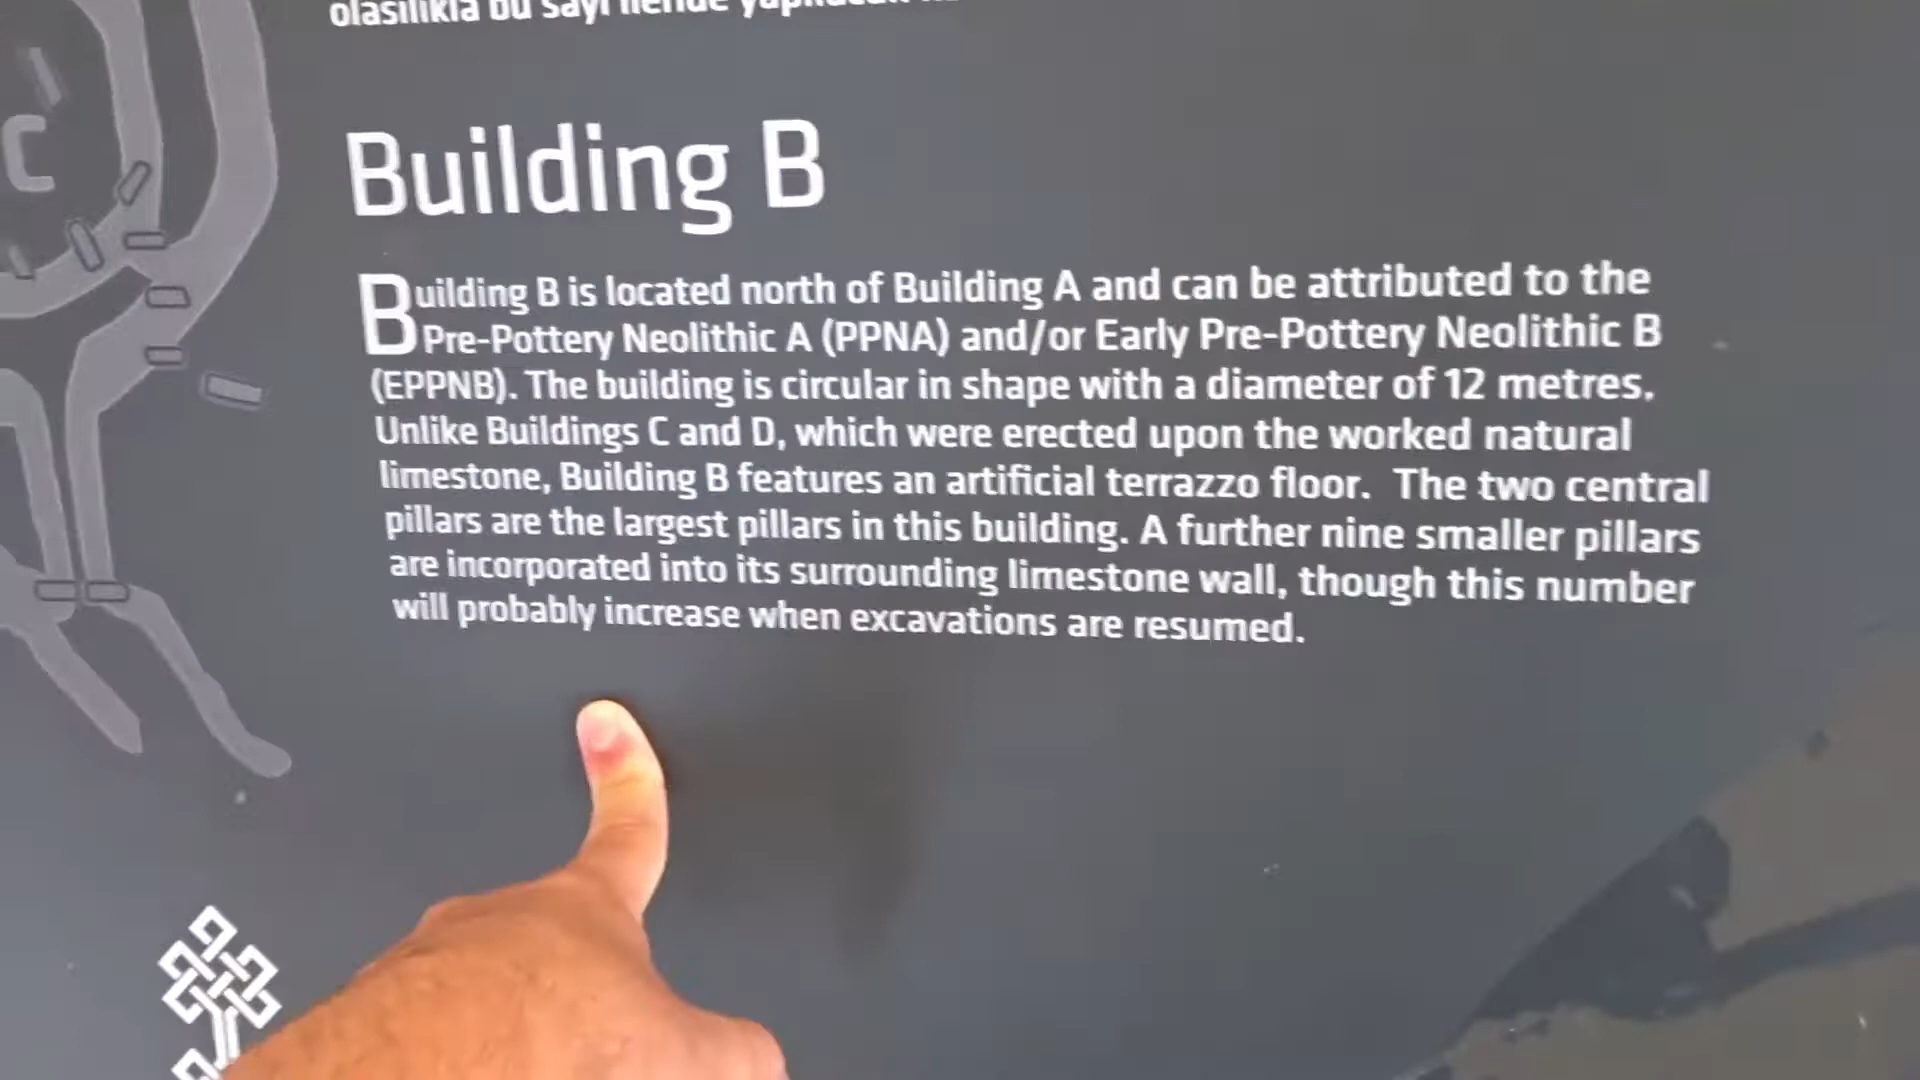 olasılıkla bu sayı ileride
C
Building B
Building B is located north of Building A and can be attributed to the
Pre-Pottery Neolithic A (PPNA) and/or Early Pre-Pottery Neolithic B
(EPPNB). The building is circular in shape with a diameter of 12 metres.
Unlike Buildings C and D, which were erected upon the worked natural
limestone, Building B features an artificial terrazzo floor. The two central
pillars are the largest pillars in this building. A further nine smaller pillars
are incorporated into its surrounding limestone wall, though this number
will probably increase when excavations are resumed.